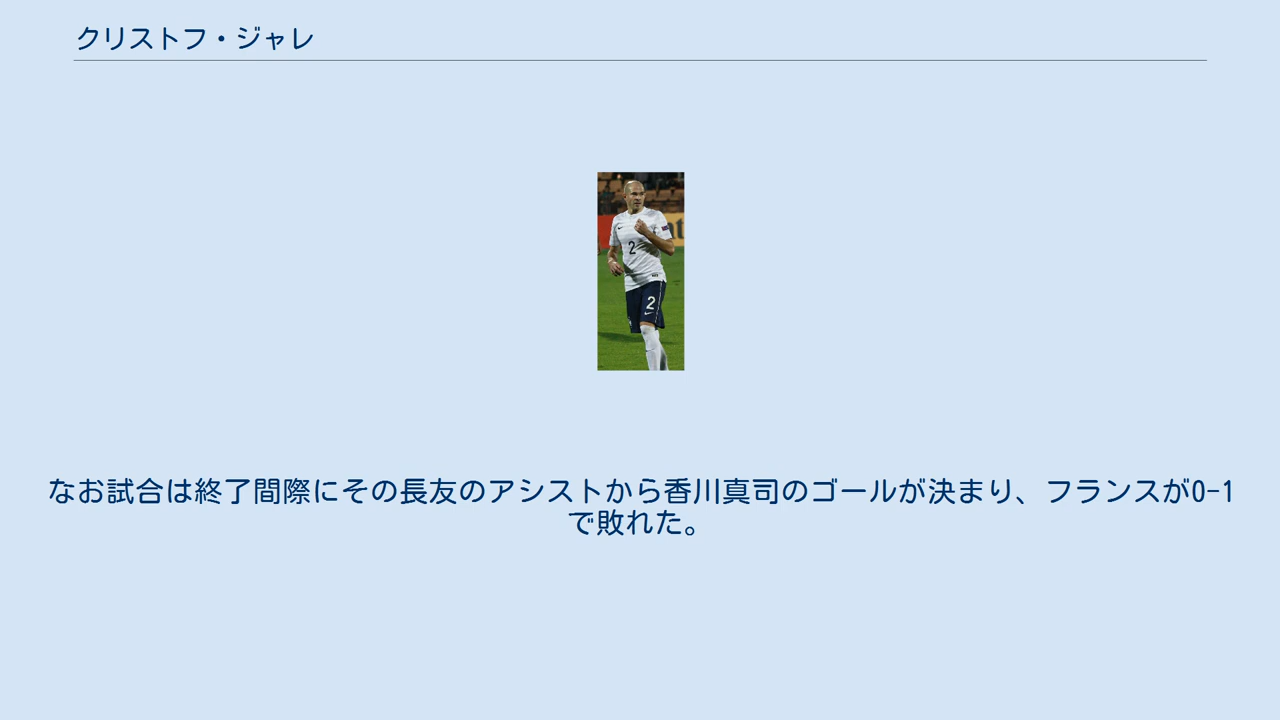 クリストフ・ジャレ
2
2
なお試合は終了間際にその長友のアシストから香川真司のゴールが決まり、フランスが0-1
で敗れた。